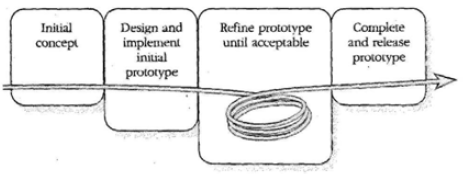 Initial
concept
Design and
implement
initial
prototype
Refine prototype
until acceptable
Complete
and release
prototype